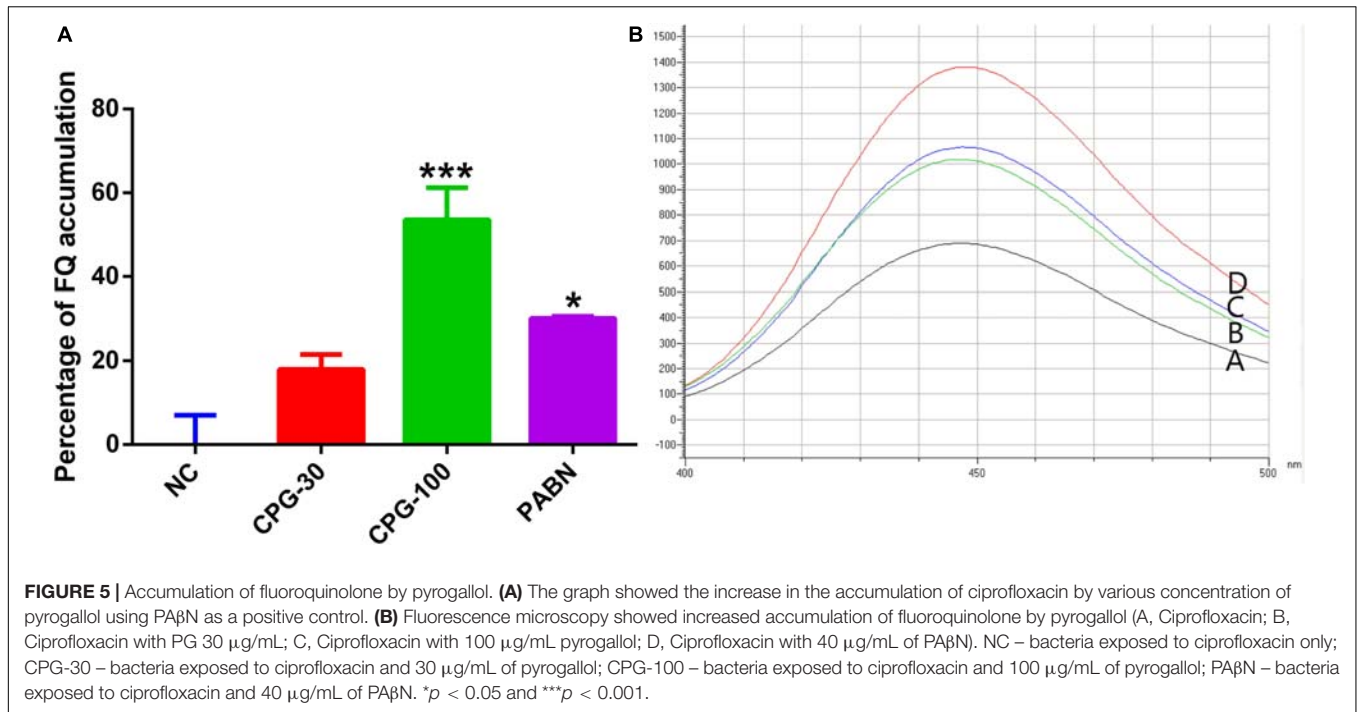 A
Percentage of FQ accumulation
80
60
40
20
0
***
*
NC
CPG-30
CPG-100
PABN
B
1500
1400
1300
1200
1100
1000
900
800
700
600
500
400
300
200
100
0
-100
400
450
500
nm
D
C
B
A
FIGURE 5 | Accumulation of fluoroquinolone by pyrogallol. (A) The graph showed the increase in the accumulation of ciprofloxacin by various concentration of
pyrogallol using PAβN as a positive control. (B) Fluorescence microscopy showed increased accumulation of fluoroquinolone by pyrogallol (A, Ciprofloxacin; B,
Ciprofloxacin with PG 30 μg/mL; C, Ciprofloxacin with 100 μg/mL pyrogallol; D, Ciprofloxacin with 40 μg/mL of PAβN). NC – bacteria exposed to ciprofloxacin only;
CPG-30 – bacteria exposed to ciprofloxacin and 30 μg/mL of pyrogallol; CPG-100 – bacteria exposed to ciprofloxacin and 100 μg/mL of pyrogallol; PAβN – bacteria
exposed to ciprofloxacin and 40 μg/mL of PAβN. *p < 0.05 and ***p < 0.001.